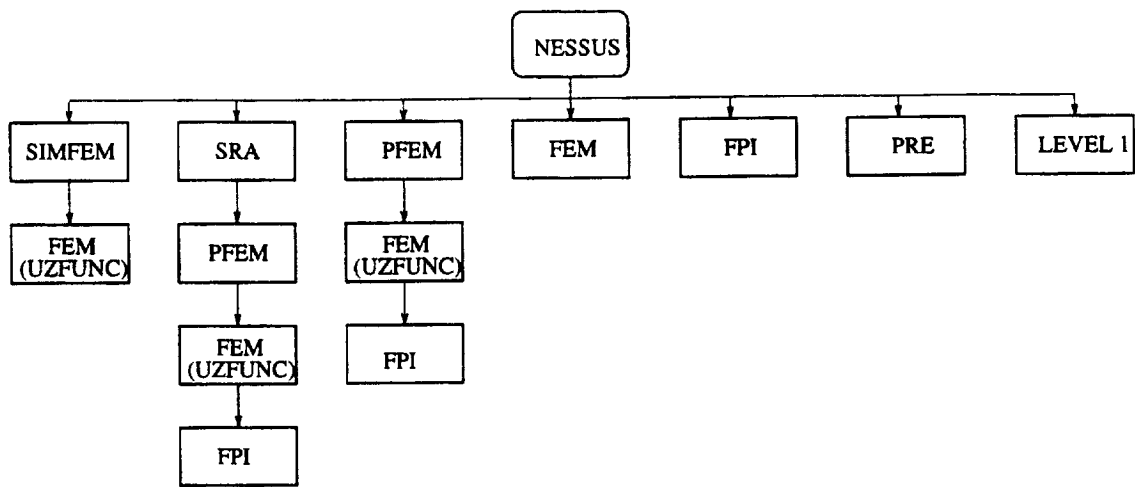 NESSUS
SIMFEM
SRA
PFEM
FEM
FPI
PRE
LEVEL 1
FEM
(UZFUNC)
PFEM
FEM
(UZFUNC)
FEM
(UZFUNC)
FPI
FPI